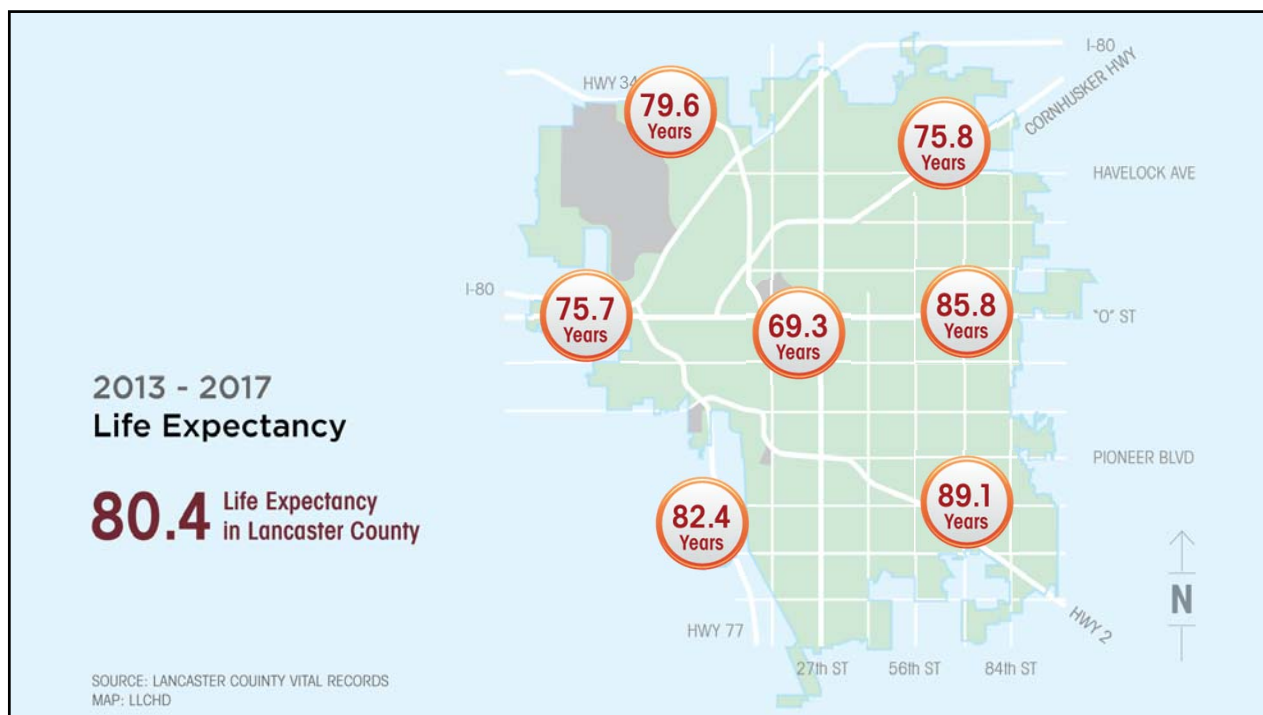 I-80
HWY 34
CORNHUSKER HWY
79.6
Years
75.8
Years
HAVELOCK AVE
I-80
75.7
Years
69.3
Years
85.8
Years
"O" ST
2013 - 2017
Life Expectancy
80.4 Life Expectancy
in Lancaster County
PIONEER BLVD
82.4
Years
89.1
Years
N
HWY 77
HWY 2
27th ST
56th ST
84th ST
SOURCE: LANCASTER COUNTY VITAL RECORDS
MAP: LLCHD